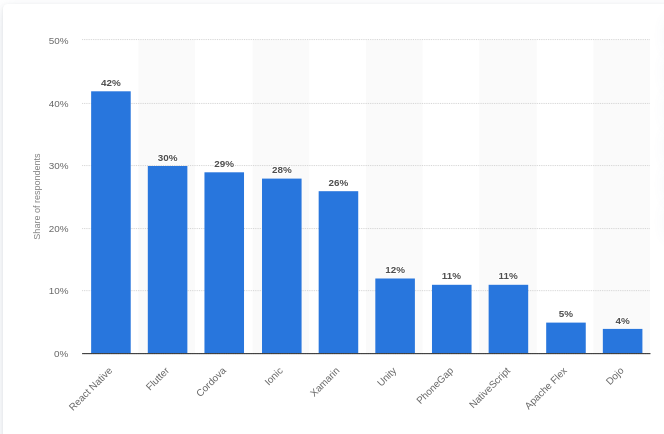 50%
40%
30%
20%
10%
0%
Share of respondents
42%
30%
29%
28%
26%
12%
11%
11%
5%
4%
React Native
Flutter
Cordova
Ionic
Xamarin
Unity
PhoneGap
NativeScript
Apache Flex
Dojo